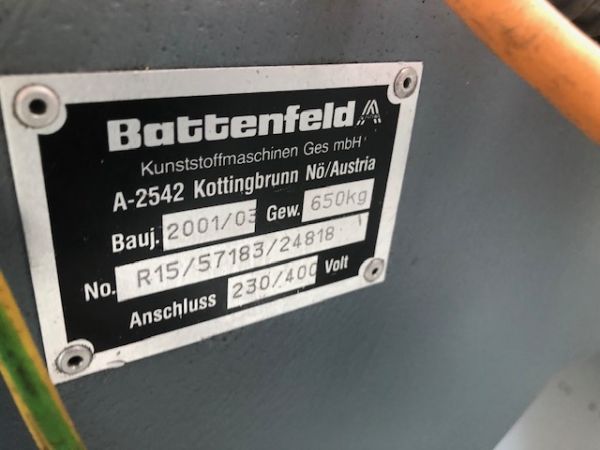 Battenfeld
Kunststoffmaschinen Ges mbH
A-2542 Kottingbrunn Nö/Austria
Bauj. 2001/03 Gew. 650kg
No. R15/57183/24818
Anschluss 230/400 Volt